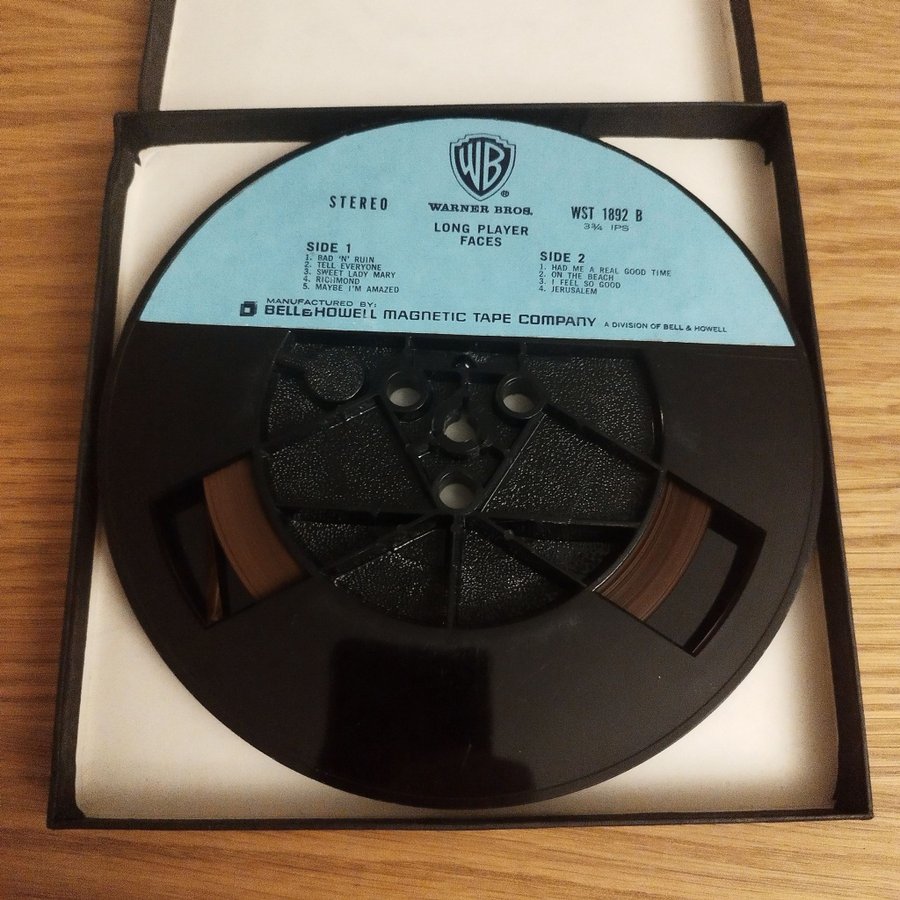 WB
®
WARNER BROS.
STEREO
WST 1892 B
3¾ IPS
LONG PLAYER
FACES
SIDE 1
1. BAD 'N' RUIN
2. TELL EVERYONE
3. SWEET LADY MARY
4. RICHMOND
5. MAYBE I'M AMAZED
SIDE 2
1. HAD ME A REAL GOOD TIME
2. ON THE BEACH
3. I FEEL SO GOOD
4. JERUSALEM
MANUFACTURED BY:
BELL & HOWELL MAGNETIC TAPE COMPANY A DIVISION OF BELL & HOWELL